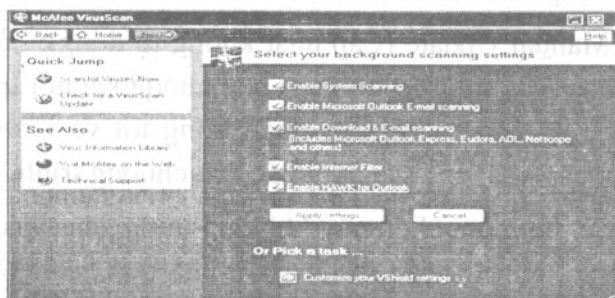 McAfee VirusScan
Back Home Next
Help
Quick Jump
Scan for Viruses Now
Check for a VirusScan
Update
See Also
Virus Information Library
Visit McAfee on the Web
Technical Support
Select your background scanning settings
Enable System Scanning
Enable Microsoft Outlook E-mail scanning
Enable Download & E-mail scanning
(Includes Microsoft Outlook Express, Eudora, AOL, Netscape
and others)
Enable Internet Filter
Enable HAWK for Outlook
Apply settings
Cancel
Or Pick a task ...
Customize your VShield settings